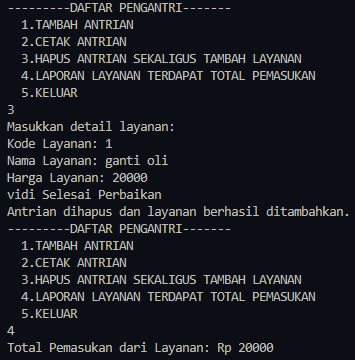 ---------DAFTAR PENGANTRI-------
1.TAMBAH ANTRIAN
2.CETAK ANTRIAN
3.HAPUS ANTRIAN SEKALIGUS TAMBAH LAYANAN
4.LAPORAN LAYANAN TERDAPAT TOTAL PEMASUKAN
5.KELUAR
3
Masukkan detail layanan:
Kode Layanan: 1
Nama Layanan: ganti oli
Harga Layanan: 20000
vidi Selesai Perbaikan
Antrian dihapus dan layanan berhasil ditambahkan.
---------DAFTAR PENGANTRI-------
1.TAMBAH ANTRIAN
2.CETAK ANTRIAN
3.HAPUS ANTRIAN SEKALIGUS TAMBAH LAYANAN
4.LAPORAN LAYANAN TERDAPAT TOTAL PEMASUKAN
5.KELUAR
4
Total Pemasukan dari Layanan: Rp 20000